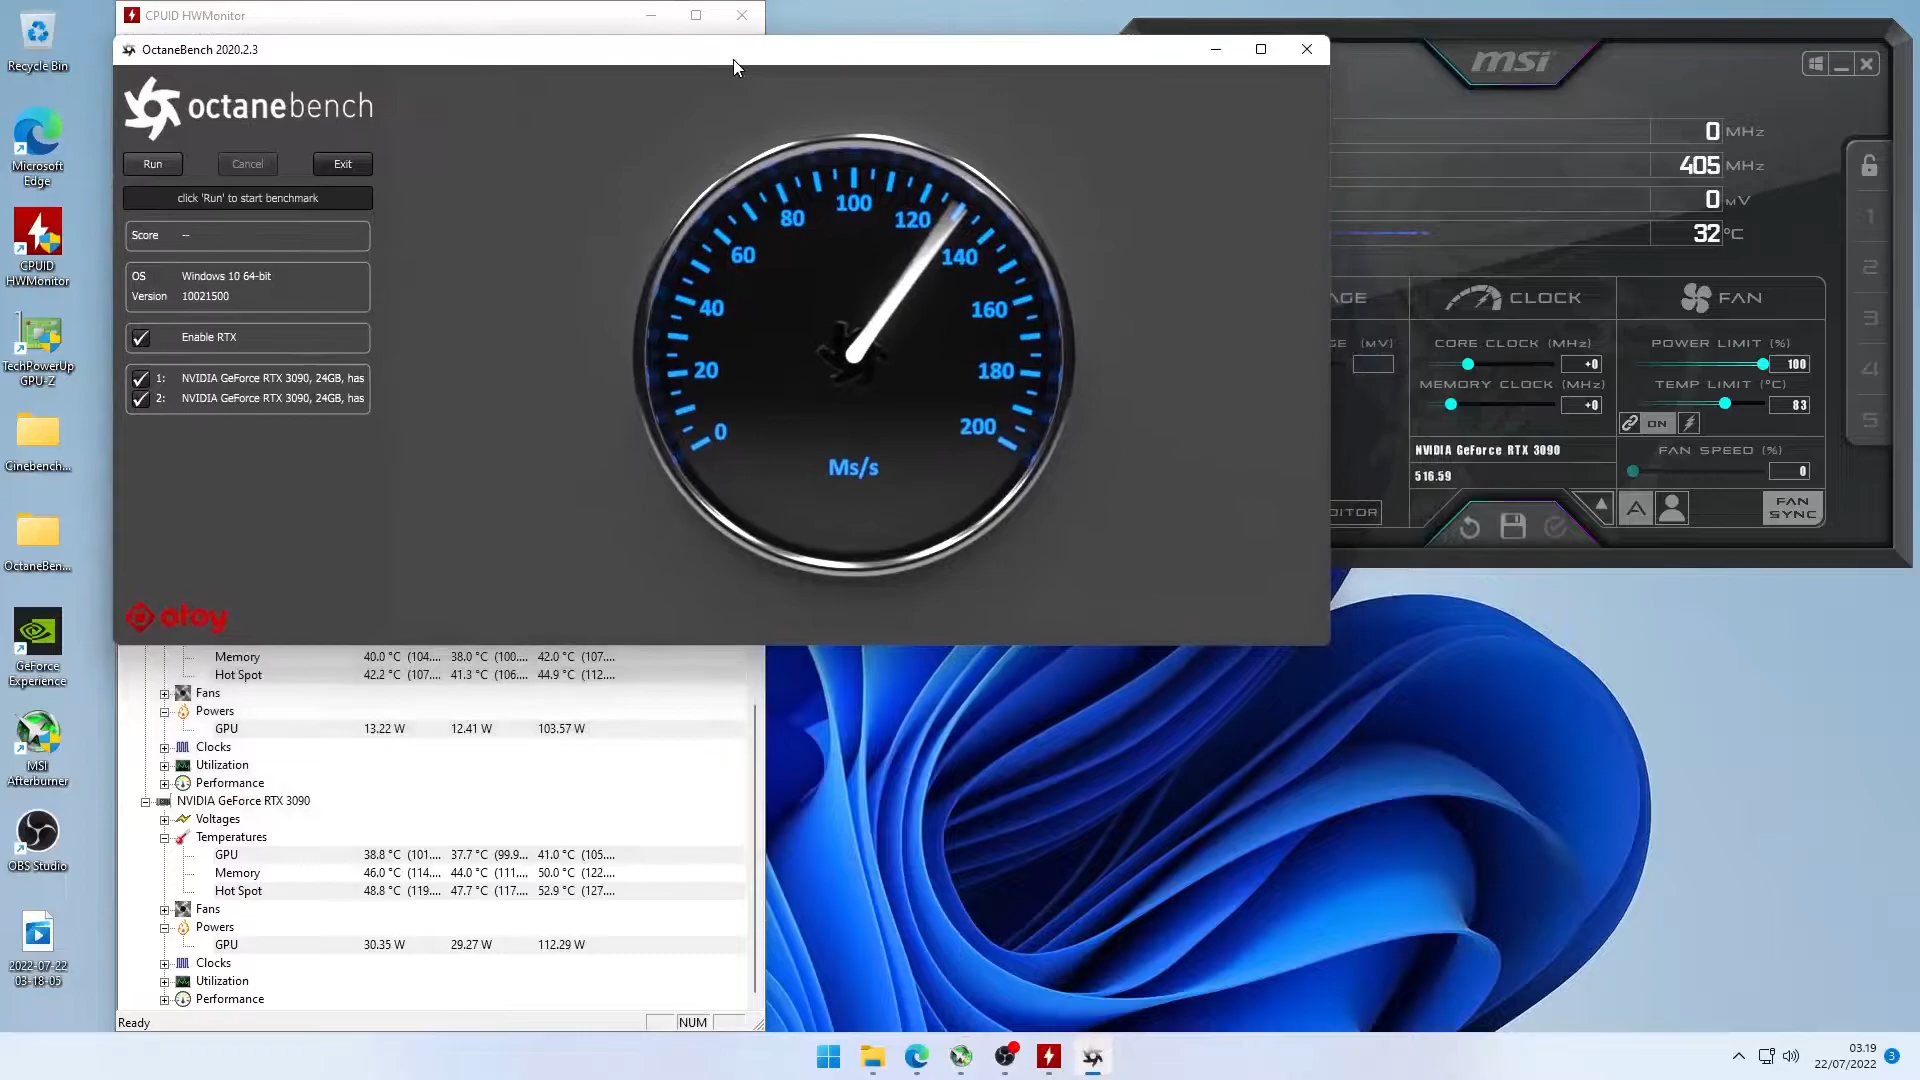 Recycle Bin
Microsoft
Edge
CPUID
HWMonitor
TechPowerUp
GPU-Z
Cinebench...
OctaneBen...
GeForce
Experience
MSI
Afterburner
OBS Studio
2022-07-22
03-18-05
CPUID HWMonitor
OctaneBench 2020.2.3
octanebench
Run
Cancel
Exit
click 'Run' to start benchmark
Score --
OS Windows 10 64-bit
Version 10021500
Enable RTX
1: NVIDIA GeForce RTX 3090, 24GB, has
2: NVIDIA GeForce RTX 3090, 24GB, has
otoy
0
20
40
60
80
100
120
140
160
180
200
Ms/s
msi
0 MHz
405 MHz
0 MV
32 °C
AGE
CLOCK
FAN
GE (MV)
CORE CLOCK (MHz)
+0
POWER LIMIT (%)
100
MEMORY CLOCK (MHz)
+0
TEMP LIMIT (°C)
83
ON
NVIDIA GeForce RTX 3090
516.59
FAN SPEED (%)
0
ITOR
A
FAN
SYNC
1
2
3
4
5
Memory 40.0 °C (104.... 38.0 °C (100.... 42.0 °C (107....
Hot Spot 42.2 °C (107.... 41.3 °C (106.... 44.9 °C (112....
Fans
Powers
GPU 13.22 W 12.41 W 103.57 W
Clocks
Utilization
Performance
NVIDIA GeForce RTX 3090
Voltages
Temperatures
GPU 38.8 °C (101.... 37.7 °C (99.9... 41.0 °C (105....
Memory 46.0 °C (114.... 44.0 °C (111.... 50.0 °C (122....
Hot Spot 48.8 °C (119.... 47.7 °C (117.... 52.9 °C (127....
Fans
Powers
GPU 30.35 W 29.27 W 112.29 W
Clocks
Utilization
Performance
Ready
NUM
03.19
22/07/2022
3